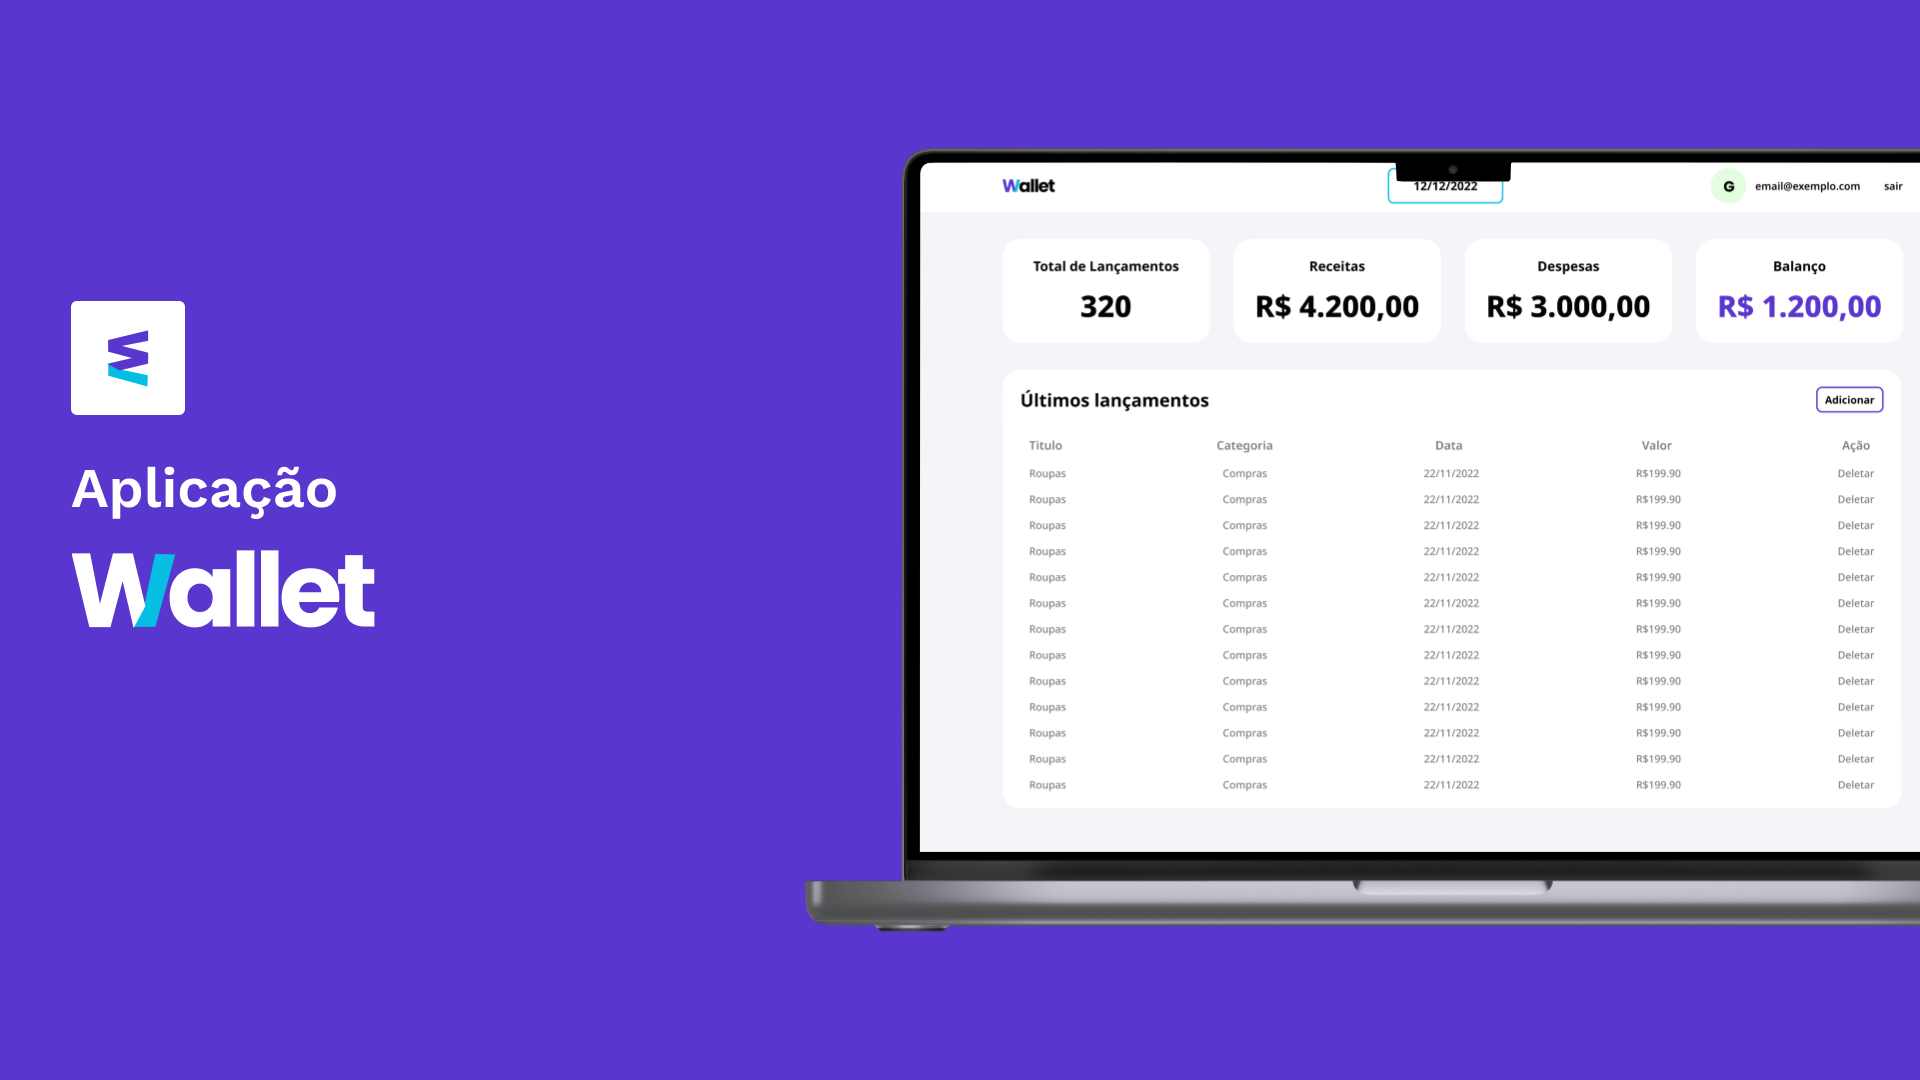 Aplicação
Wallet
Wallet
12/12/2022
G email@exemplo.com sair
Total de Lançamentos Receitas Despesas Balanço
320 R$ 4.200,00 R$ 3.000,00 R$ 1.200,00
Últimos lançamentos Adicionar
Titulo Categoria Data Valor Ação
Roupas Compras 22/11/2022 R$199.90 Deletar
Roupas Compras 22/11/2022 R$199.90 Deletar
Roupas Compras 22/11/2022 R$199.90 Deletar
Roupas Compras 22/11/2022 R$199.90 Deletar
Roupas Compras 22/11/2022 R$199.90 Deletar
Roupas Compras 22/11/2022 R$199.90 Deletar
Roupas Compras 22/11/2022 R$199.90 Deletar
Roupas Compras 22/11/2022 R$199.90 Deletar
Roupas Compras 22/11/2022 R$199.90 Deletar
Roupas Compras 22/11/2022 R$199.90 Deletar
Roupas Compras 22/11/2022 R$199.90 Deletar
Roupas Compras 22/11/2022 R$199.90 Deletar
Roupas Compras 22/11/2022 R$199.90 Deletar